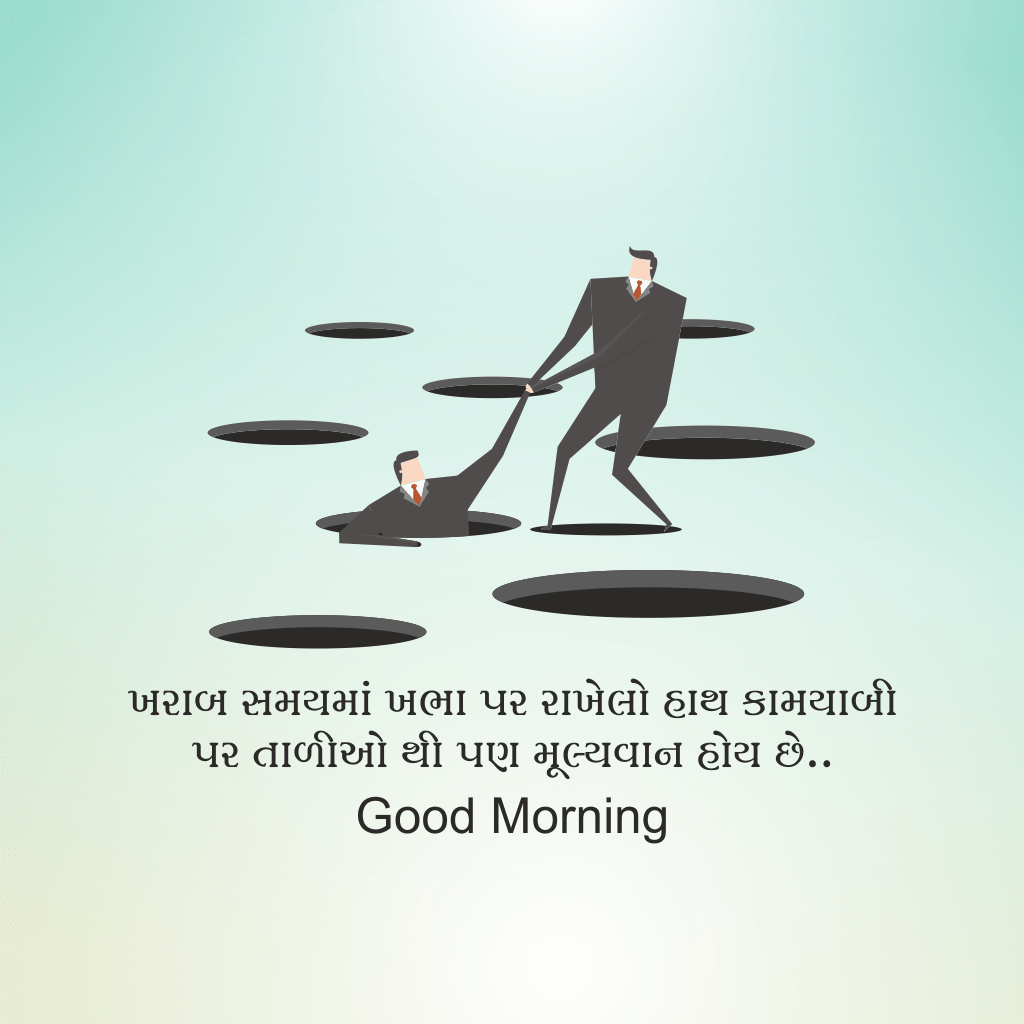 ખરાબ સમયમાં ખભા પર રાખેલો હાથ કામયાબી
પર તાળીઓ થી પણ મૂલ્યવાન હોય છે..
Good Morning